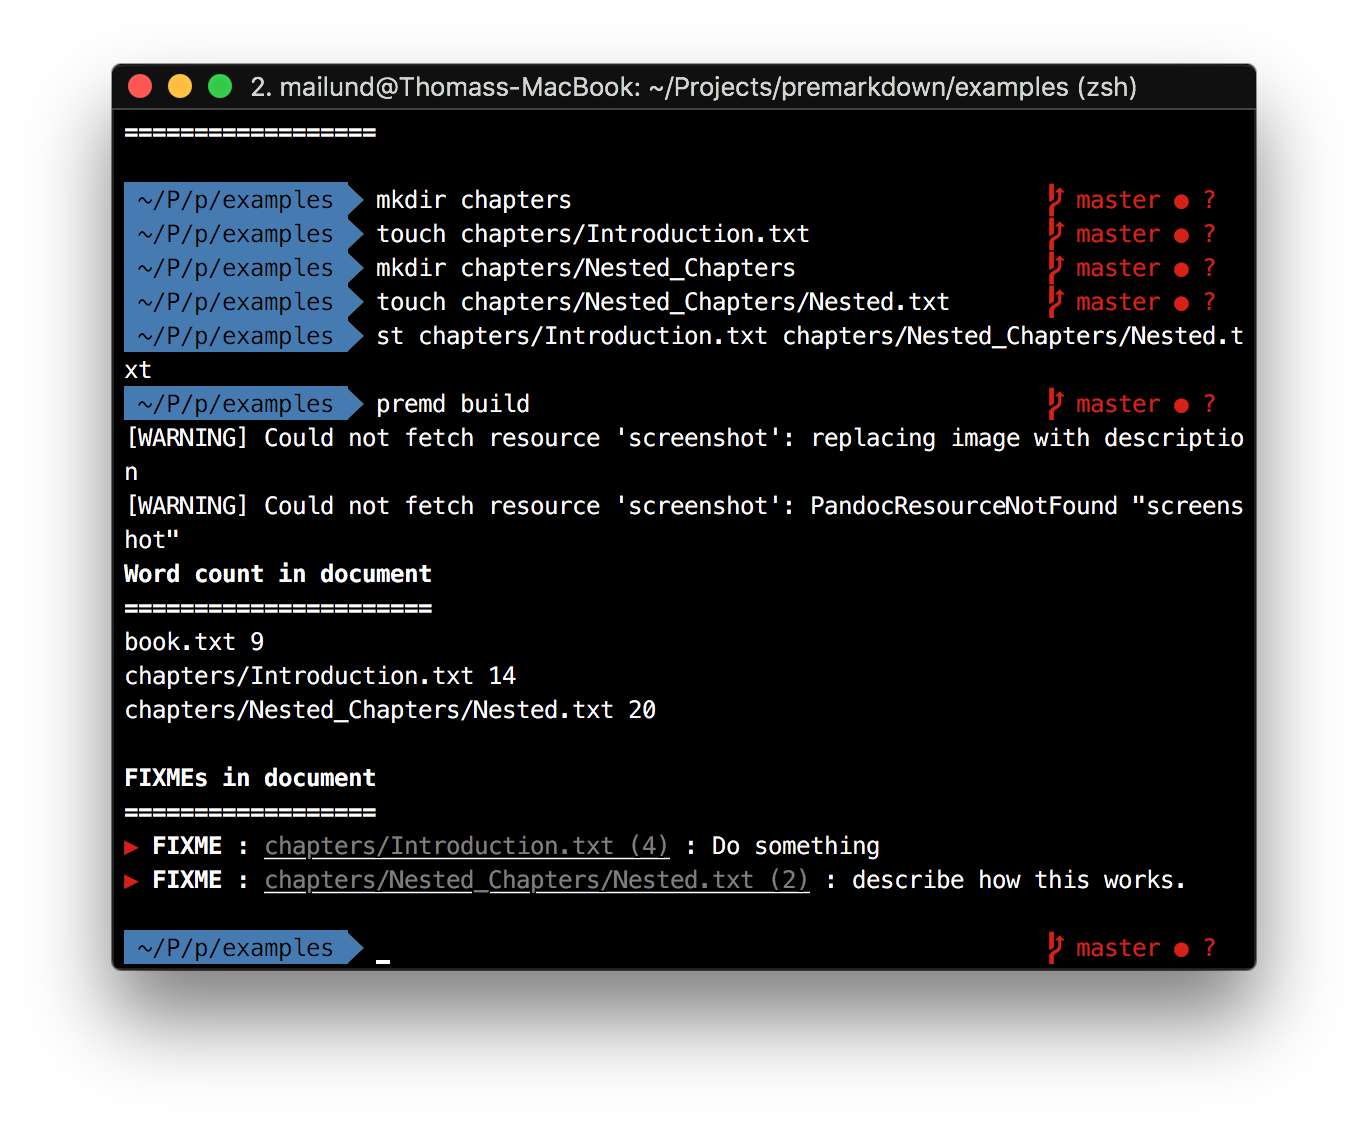 2. mailund@Thomass-MacBook: ~/Projects/premarkdown/examples (zsh)
==================
~/P/p/examples mkdir chapters master ● ?
~/P/p/examples touch chapters/Introduction.txt master ● ?
~/P/p/examples mkdir chapters/Nested_Chapters master ● ?
~/P/p/examples touch chapters/Nested_Chapters/Nested.txt master ● ?
~/P/p/examples st chapters/Introduction.txt chapters/Nested_Chapters/Nested.t
xt
~/P/p/examples premd build master ● ?
[WARNING] Could not fetch resource 'screenshot': replacing image with descriptio
n
[WARNING] Could not fetch resource 'screenshot': PandocResourceNotFound "screens
hot"
Word count in document
======================
book.txt 9
chapters/Introduction.txt 14
chapters/Nested_Chapters/Nested.txt 20
FIXMEs in document
==================
▶ FIXME : chapters/Introduction.txt (4) : Do something
▶ FIXME : chapters/Nested_Chapters/Nested.txt (2) : describe how this works.
~/P/p/examples _ master ● ?